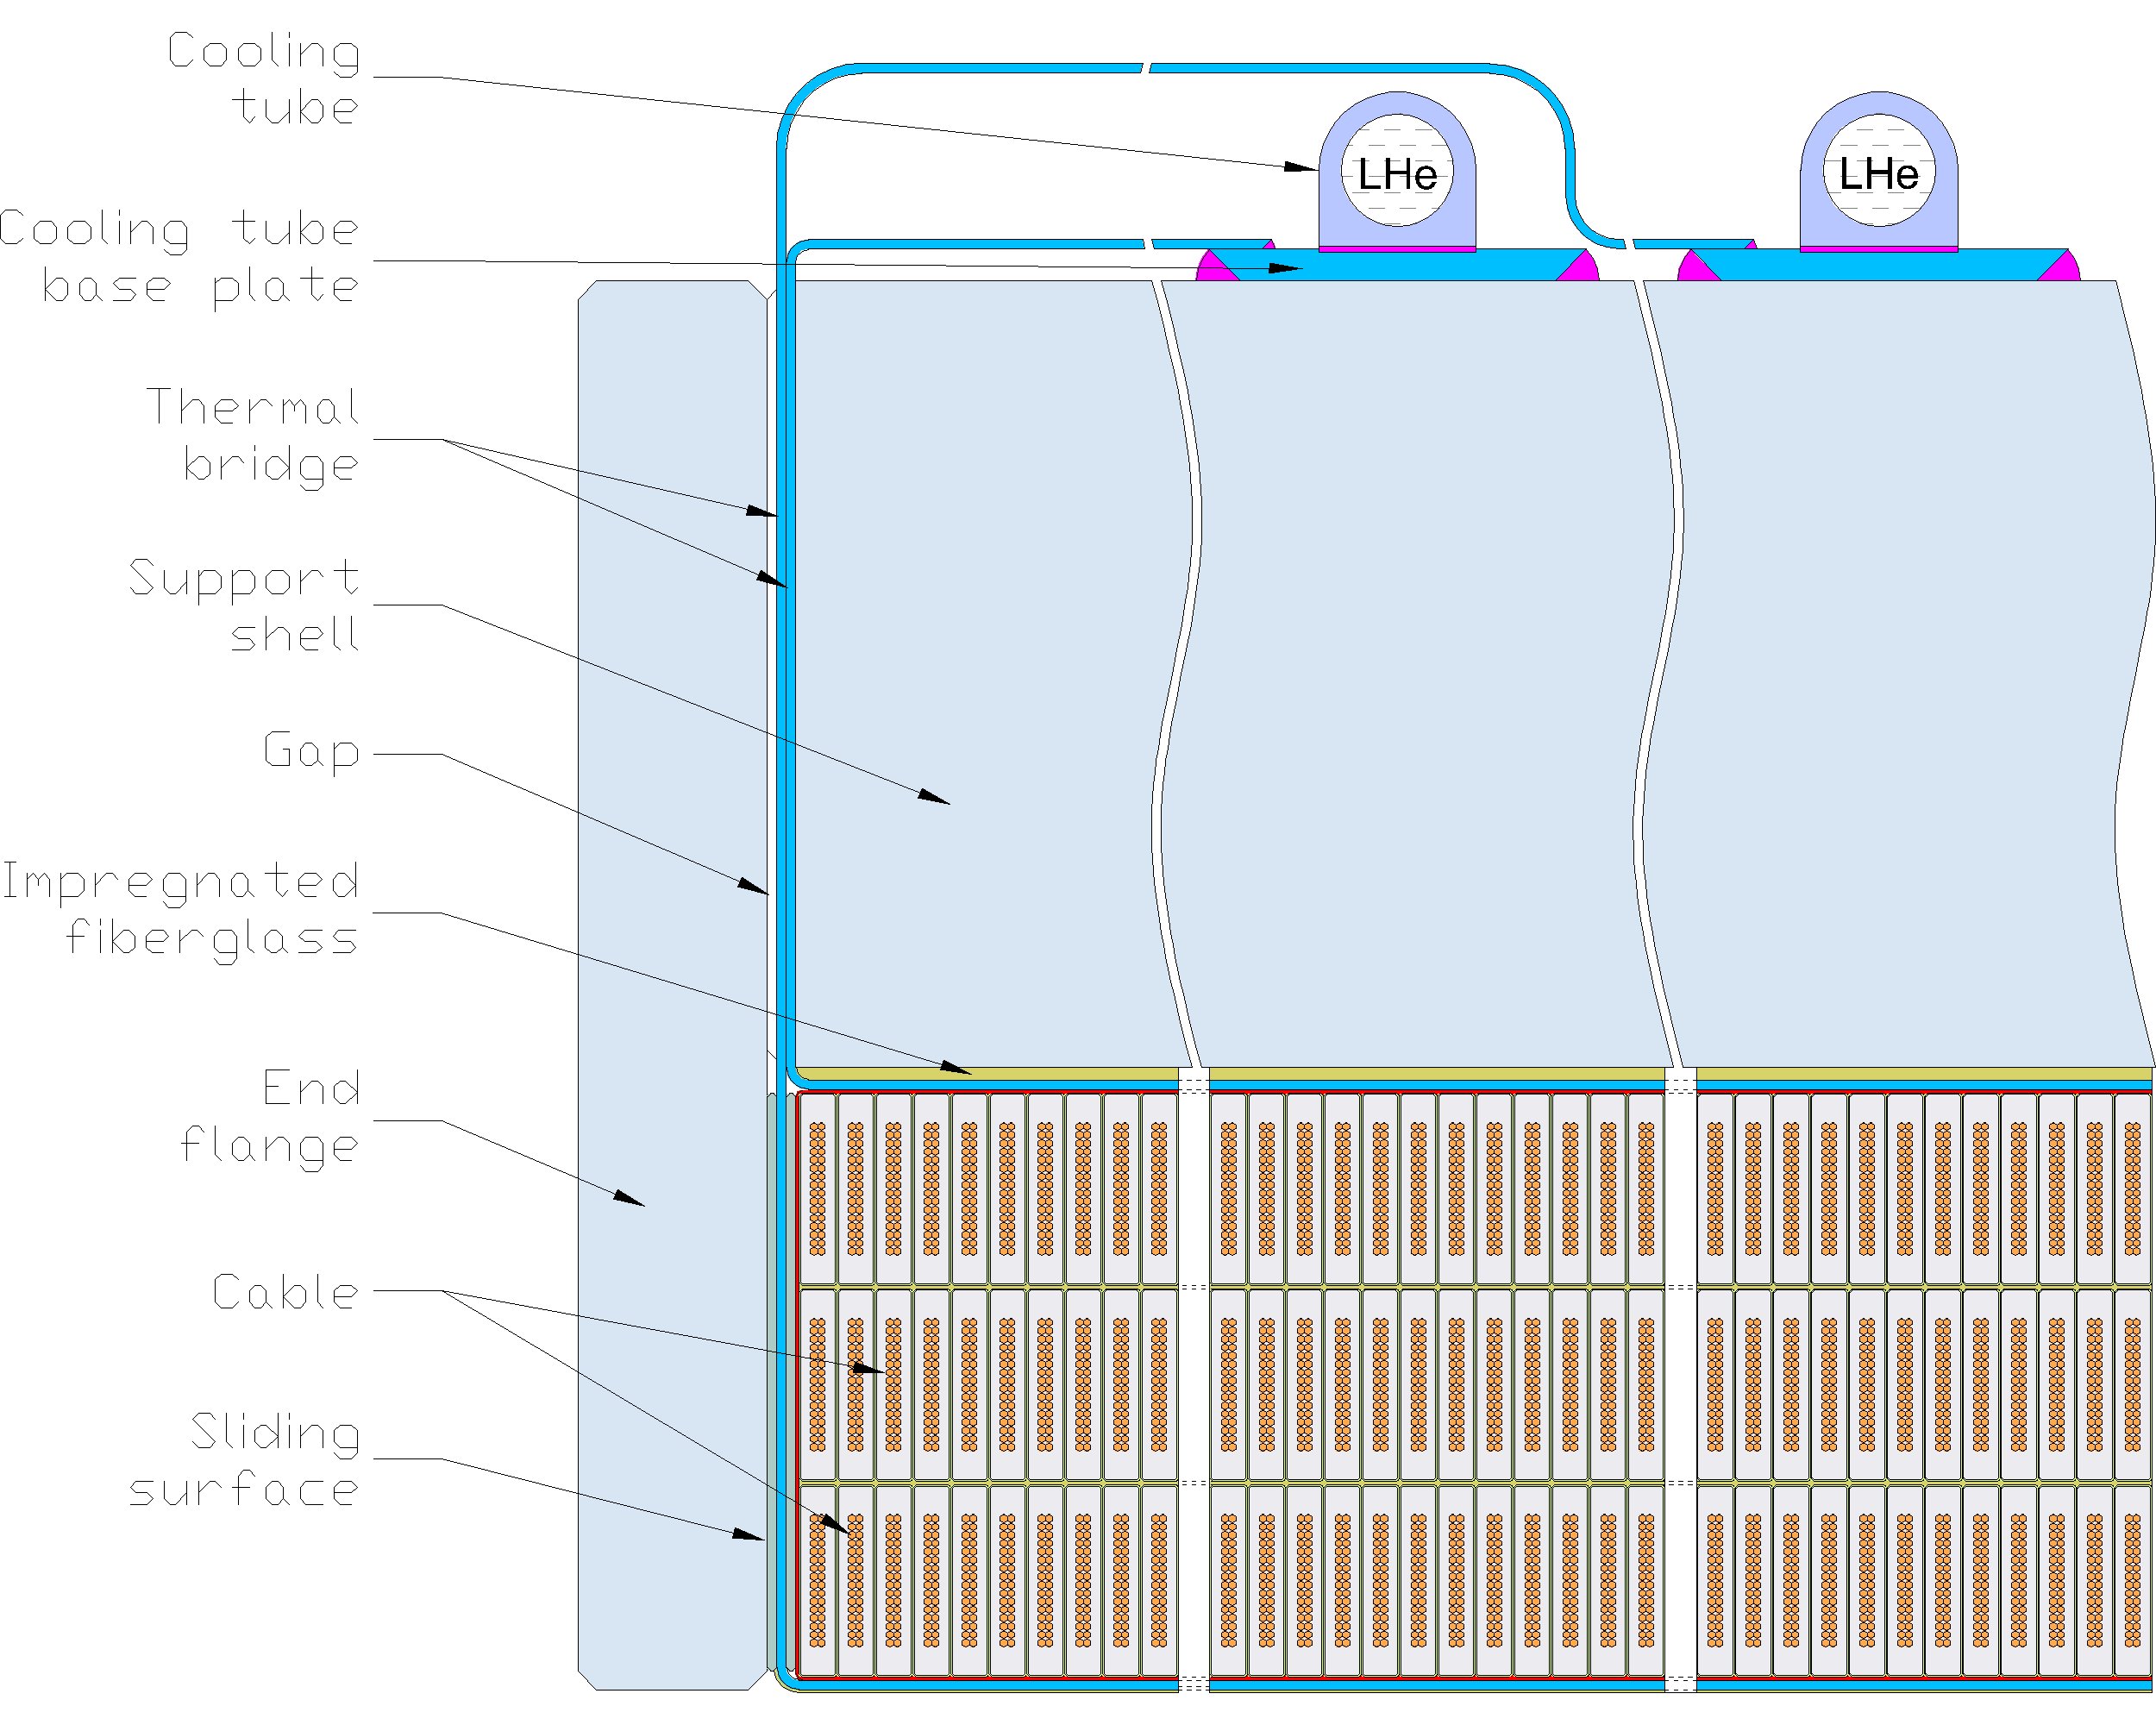 Cooling
tube
LHe
LHe
Cooling tube
base plate
Thermal
bridge
Support
shell
Gap
Impregnated
fiberglass
End
flange
Cable
Sliding
surface